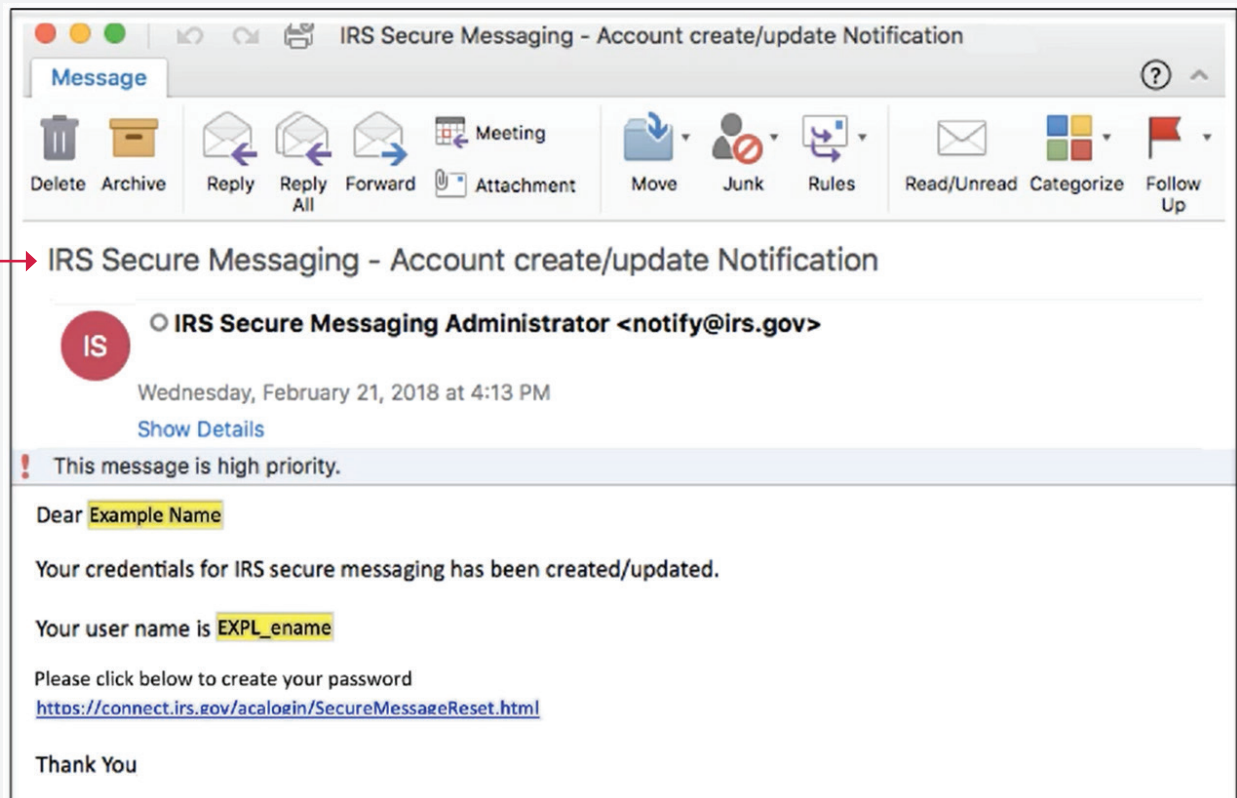 IRS Secure Messaging - Account create/update Notification
Message
?
Delete
Archive
Reply
Reply
All
Forward
Meeting
Attachment
Move
Junk
Rules
Read/Unread
Categorize
Follow
Up
IRS Secure Messaging - Account create/update Notification
IS
IRS Secure Messaging Administrator <notify@irs.gov>
Wednesday, February 21, 2018 at 4:13 PM
Show Details
! This message is high priority.
Dear Example Name
Your credentials for IRS secure messaging has been created/updated.
Your user name is EXPL_ename
Please click below to create your password
https://connect.irs.gov/acalogin/SecureMessageReset.html
Thank You